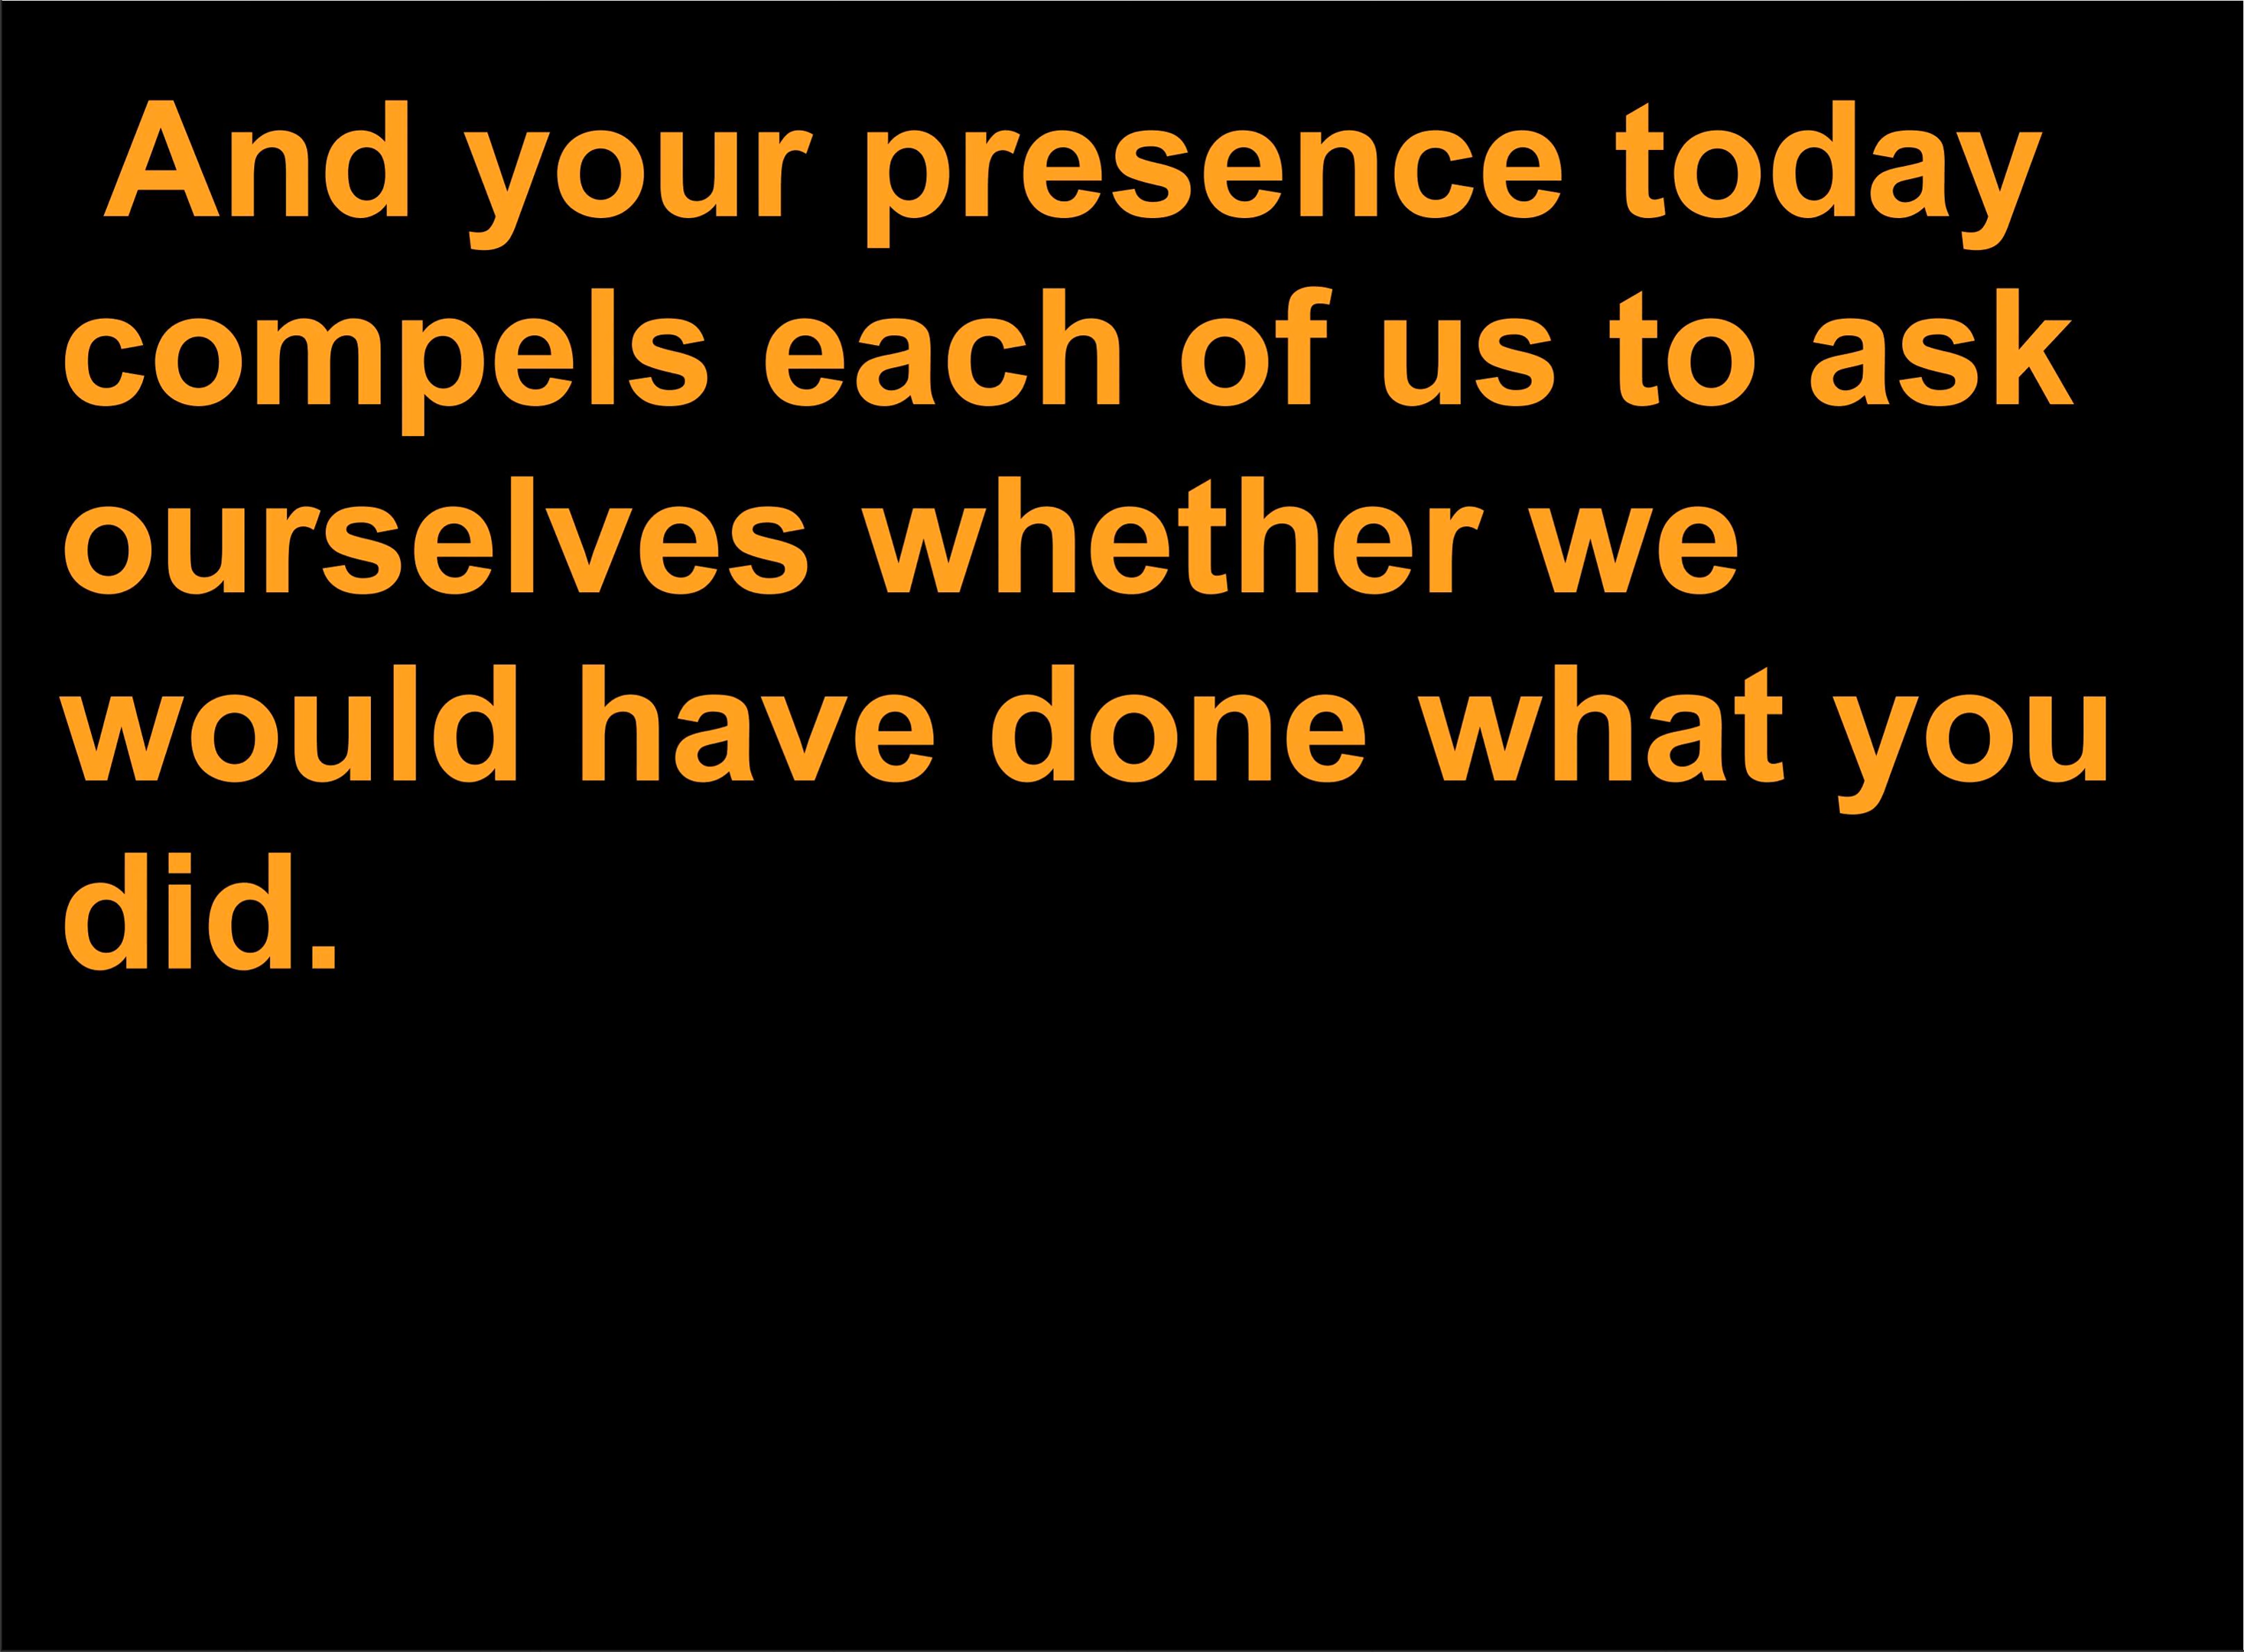 And your presence today
compels each of us to ask
ourselves whether we
would have done what you
did.